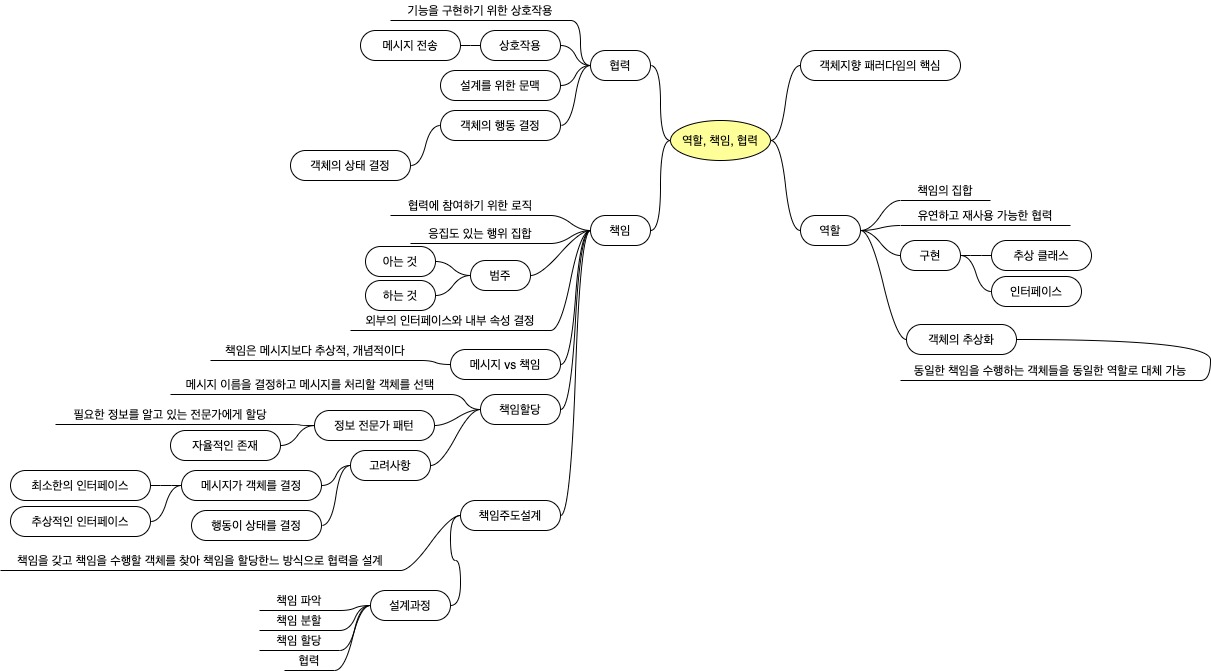 역할, 책임, 협력
객체지향 패러다임의 핵심
역할
책임의 집합
유연하고 재사용 가능한 협력
구현
추상 클래스
인터페이스
객체의 추상화
동일한 책임을 수행하는 객체들을 동일한 역할로 대체 가능
협력
기능을 구현하기 위한 상호작용
상호작용
메시지 전송
설계를 위한 문맥
객체의 행동 결정
객체의 상태 결정
책임
협력에 참여하기 위한 로직
응집도 있는 행위 집합
범주
아는 것
하는 것
외부의 인터페이스와 내부 속성 결정
메시지 vs 책임
책임은 메시지보다 추상적, 개념적이다
책임할당
메시지 이름을 결정하고 메시지를 처리할 객체를 선택
정보 전문가 패턴
필요한 정보를 알고 있는 전문가에게 할당
자율적인 존재
고려사항
메시지가 객체를 결정
최소한의 인터페이스
추상적인 인터페이스
행동이 상태를 결정
책임주도설계
책임을 갖고 책임을 수행할 객체를 찾아 책임을 할당한느 방식으로 협력을 설계
설계과정
책임 파악
책임 분할
책임 할당
협력